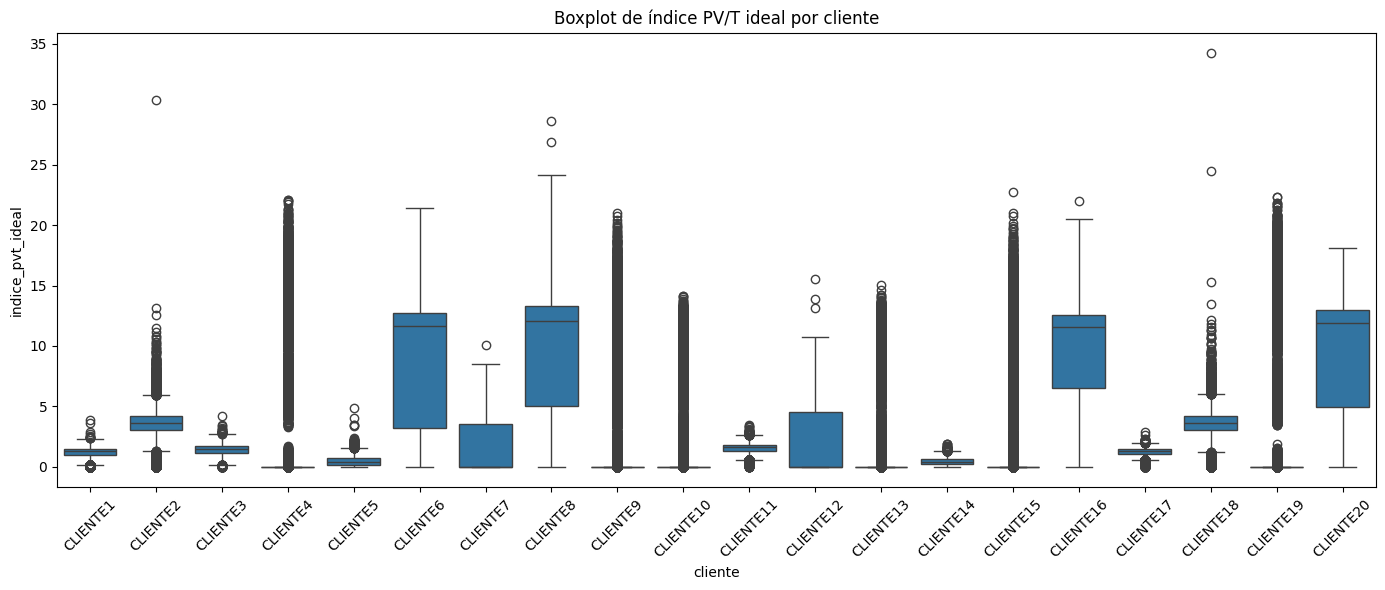 Boxplot de índice PV/T ideal por cliente
35
30
25
20
15
10
5
0
indice_pvt_ideal
CLIENTE1
CLIENTE2
CLIENTE3
CLIENTE4
CLIENTE5
CLIENTE6
CLIENTE7
CLIENTE8
CLIENTE9
CLIENTE10
CLIENTE11
CLIENTE12
CLIENTE13
CLIENTE14
CLIENTE15
CLIENTE16
CLIENTE17
CLIENTE18
CLIENTE19
CLIENTE20
cliente